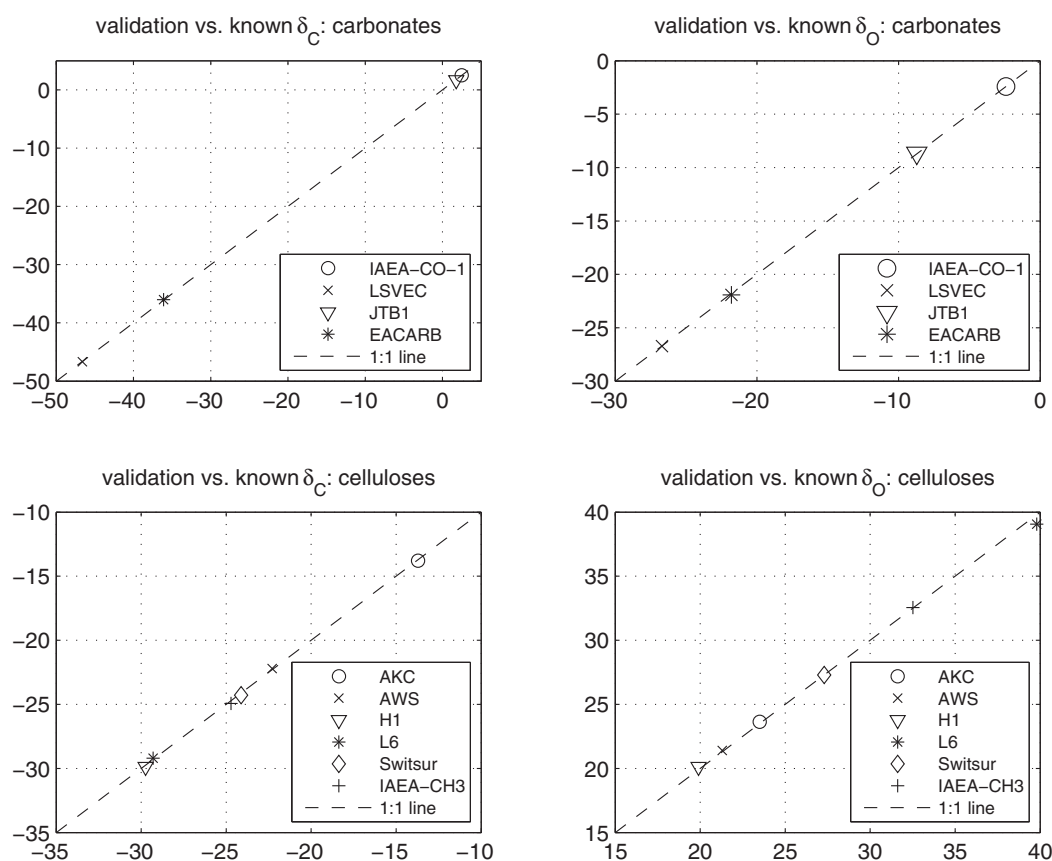 validation vs. known δC: carbonates
0
−10
−20
−30
−40
−50
−50 −40 −30 −20 −10 0
IAEA−CO−1
LSVEC
JTB1
EACARB
1:1 line
validation vs. known δO: carbonates
0
−5
−10
−15
−20
−25
−30
−30 −20 −10 0
IAEA−CO−1
LSVEC
JTB1
EACARB
1:1 line
validation vs. known δC: celluloses
−10
−15
−20
−25
−30
−35
−35 −30 −25 −20 −15 −10
AKC
AWS
H1
L6
Switsur
IAEA−CH3
1:1 line
validation vs. known δO: celluloses
40
35
30
25
20
15
15 20 25 30 35 40
AKC
AWS
H1
L6
Switsur
IAEA−CH3
1:1 line